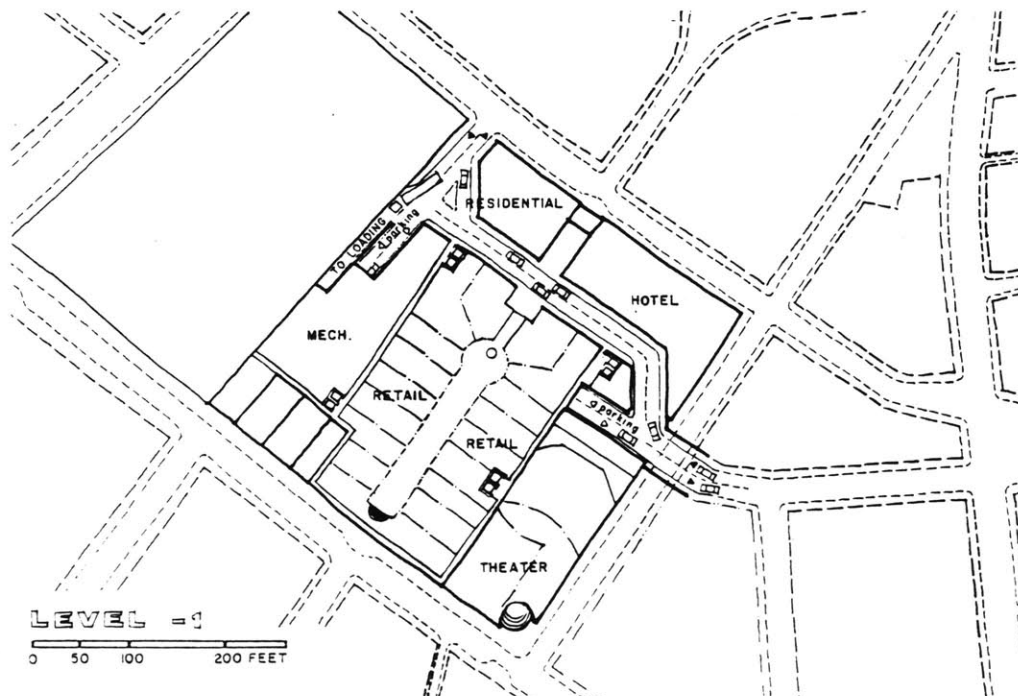 RESIDENTIAL
TO LOADING
parking
HOTEL
MECH.
RETAIL
parking
RETAIL
THEATER
LEVEL -1
0 50 100 200 FEET